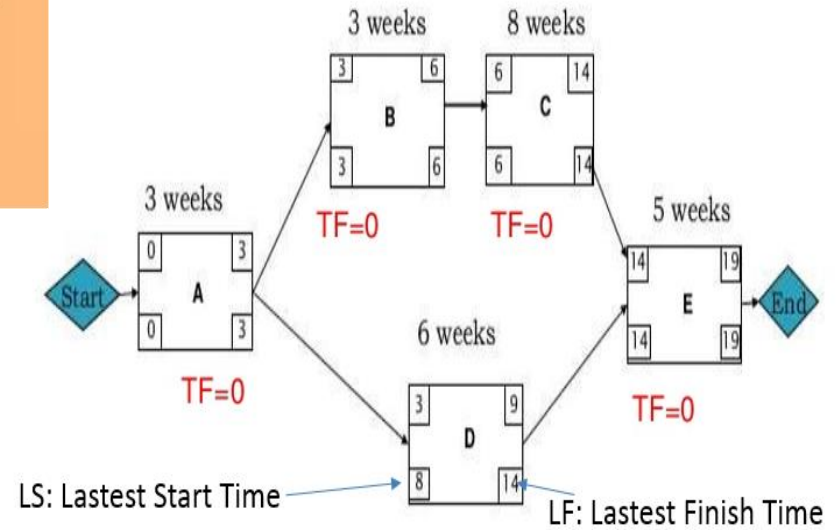 3 weeks
8 weeks
3
6
B
3
6
6
14
C
6
14
TF=0
TF=0
3 weeks
0
3
A
0
3
TF=0
Start
5 weeks
14
19
E
14
19
TF=0
End
6 weeks
3
9
D
8
14
LS: Lastest Start Time
LF: Lastest Finish Time